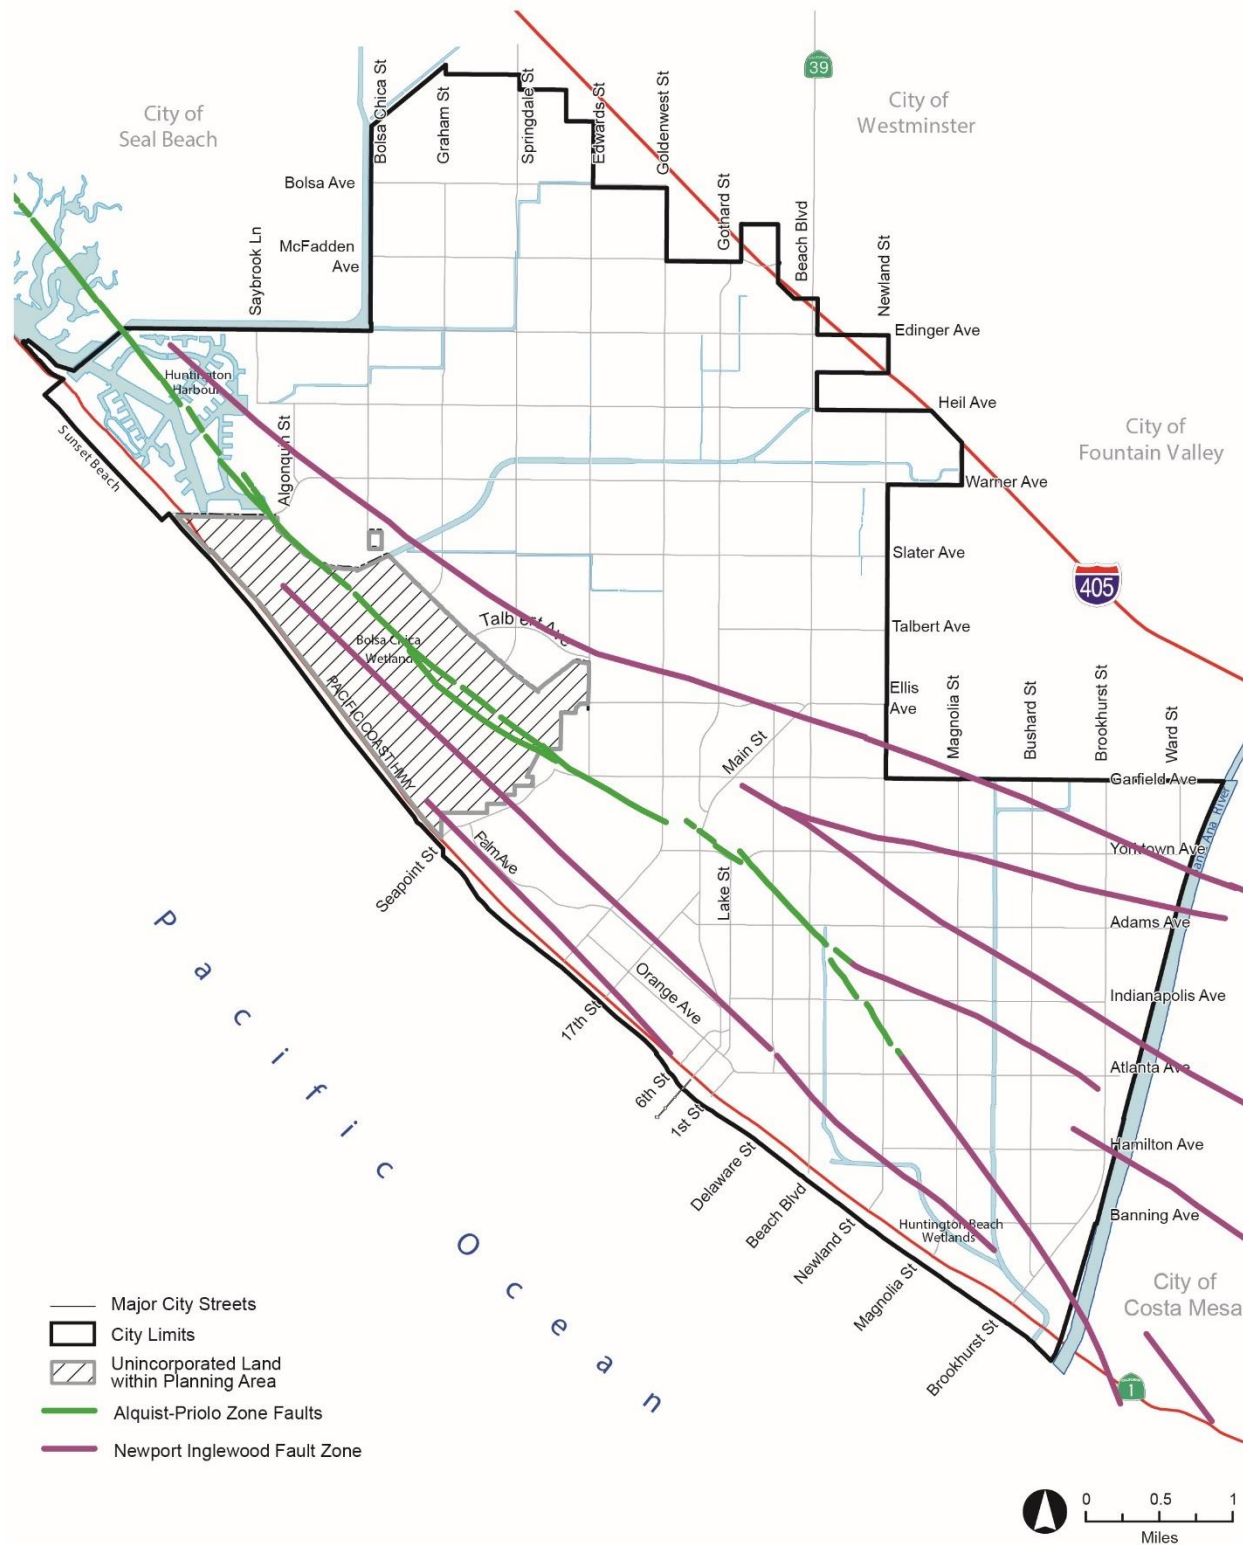 39
City of
Seal Beach
City of
Westminster
Bolsa Chica St
Graham St
Springdale St
Edwards St
Goldenwest St
Gothard St
Beach Blvd
Newland St
Bolsa Ave
McFadden
Ave
Saybrook Ln
Edinger Ave
Huntington
Harbour
Heil Ave
Algonquin St
Sunset Beach
City of
Fountain Valley
Warner Ave
Slater Ave
405
Talbert Ave
Talbert Ave
Bolsa Chica
Wetlands
Ellis
Ave
Magnolia St
Bushard St
Brookhurst St
Ward St
PACIFIC COAST HWY
Main St
Garfield Ave
Santa Ana River
Yorktown Ave
Palm Ave
Seapoint St
Lake St
Adams Ave
Orange Ave
Indianapolis Ave
17th St
Atlanta Ave
6th St
1st St
Hamilton Ave
Delaware St
Beach Blvd
Banning Ave
Newland St
Huntington Beach
Wetlands
Magnolia St
Brookhurst St
City of
Costa Mesa
1
Pacific Ocean
Major City Streets
City Limits
Unincorporated Land
within Planning Area
Alquist-Priolo Zone Faults
Newport Inglewood Fault Zone
0 0.5 1
Miles